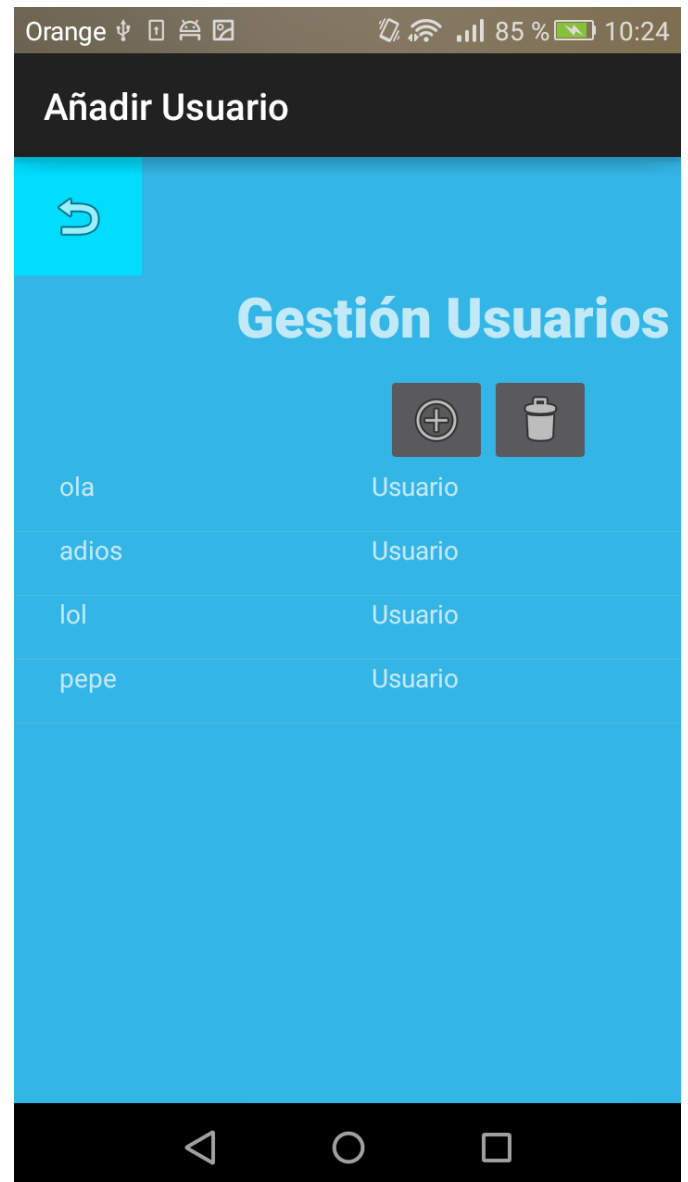 Orange 85 % 10:24
Añadir Usuario
Gestión Usuarios
ola Usuario
adios Usuario
lol Usuario
pepe Usuario